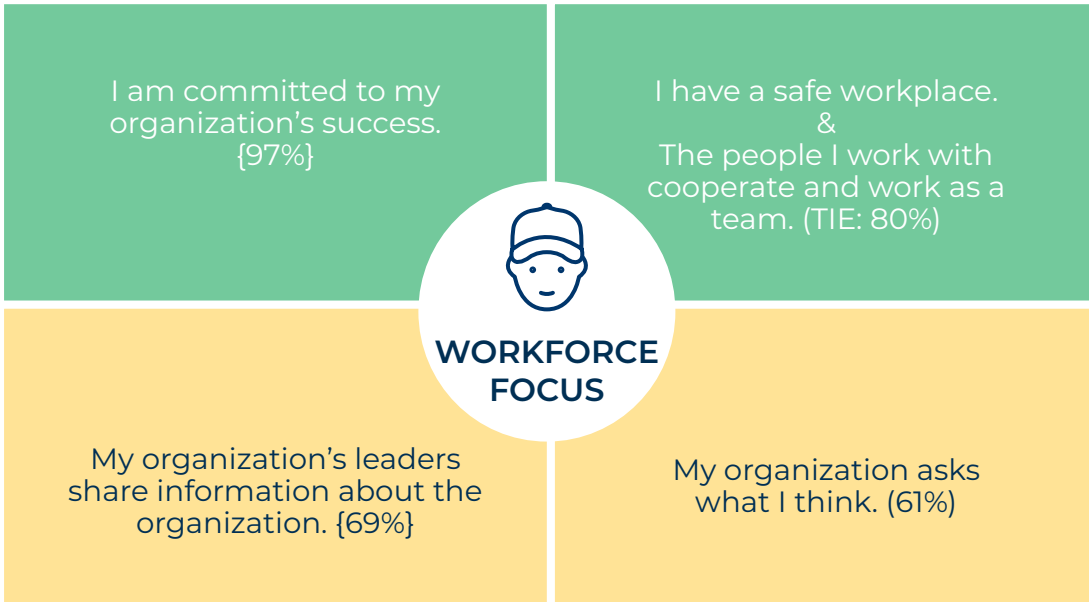 I am committed to my
organization’s success.
{97%}
I have a safe workplace.
&
The people I work with
cooperate and work as a
team. (TIE: 80%)
WORKFORCE
FOCUS
My organization’s leaders
share information about the
organization. {69%}
My organization asks
what I think. (61%)